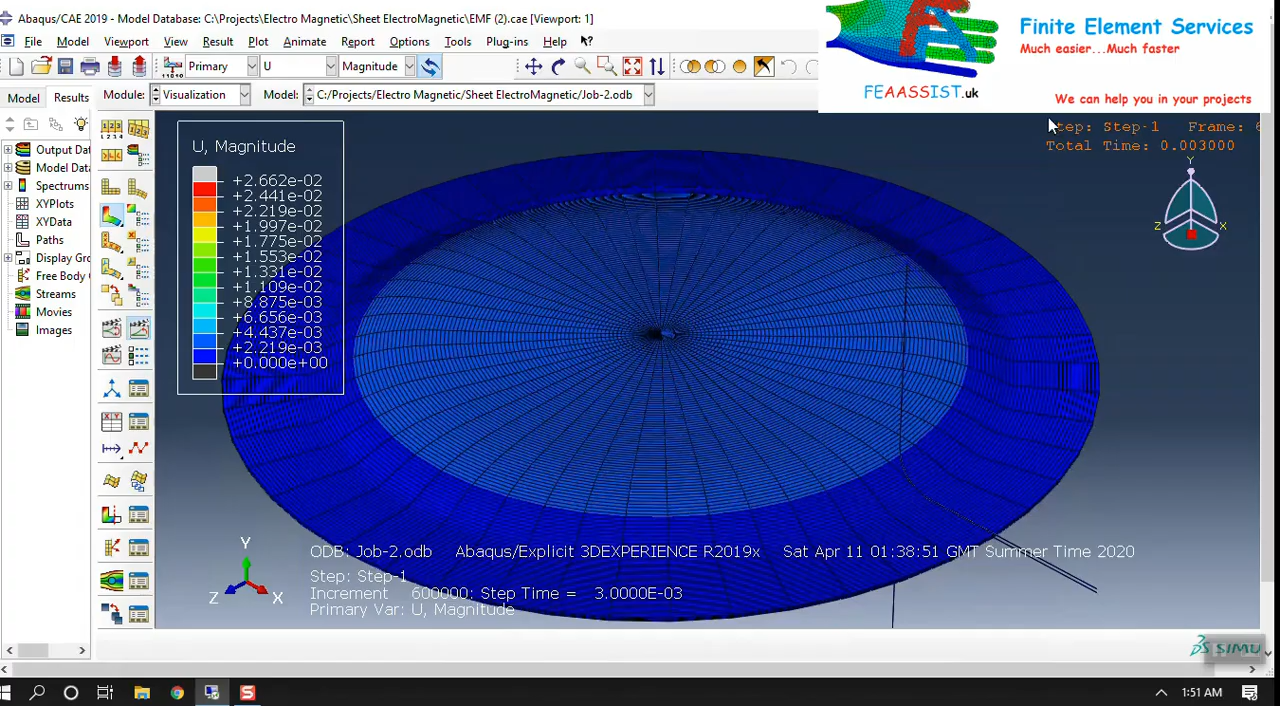 Abaqus/CAE 2019 - Model Database: C:\Projects\Electro Magnetic\Sheet ElectroMagnetic\EMF (2).cae [Viewport: 1]
File Model Viewport View Result Plot Animate Report Options Tools Plug-ins Help
Primary U Magnitude
Model Results Module: Visualization Model: C:/Projects/Electro Magnetic/Sheet ElectroMagnetic/Job-2.odb
Finite Element Services
Much easier...Much faster
FEAASSIST.uk
We can help you in your projects
Output Dat
Model Data
Spectrums
XYPlots
XYData
Paths
Display Gro
Free Body
Streams
Movies
Images
U, Magnitude
+2.662e-02
+2.441e-02
+2.219e-02
+1.997e-02
+1.775e-02
+1.553e-02
+1.331e-02
+1.109e-02
+8.875e-03
+6.656e-03
+4.437e-03
+2.219e-03
+0.000e+00
Step: Step-1 Frame: 6
Total Time: 0.003000
Y
Z X
Y
Z X
ODB: Job-2.odb Abaqus/Explicit 3DEXPERIENCE R2019x Sat Apr 11 01:38:51 GMT Summer Time 2020
Step: Step-1
Increment 600000: Step Time = 3.0000E-03
Primary Var: U, Magnitude
SIMU
1:51 AM